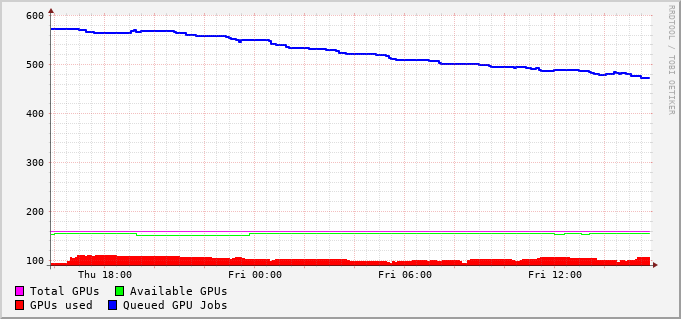 600
RRDTOOL / TOBI OETIKER
500
400
300
200
100
Thu 18:00 Fri 00:00 Fri 06:00 Fri 12:00
Total GPUs Available GPUs
GPUs used Queued GPU Jobs